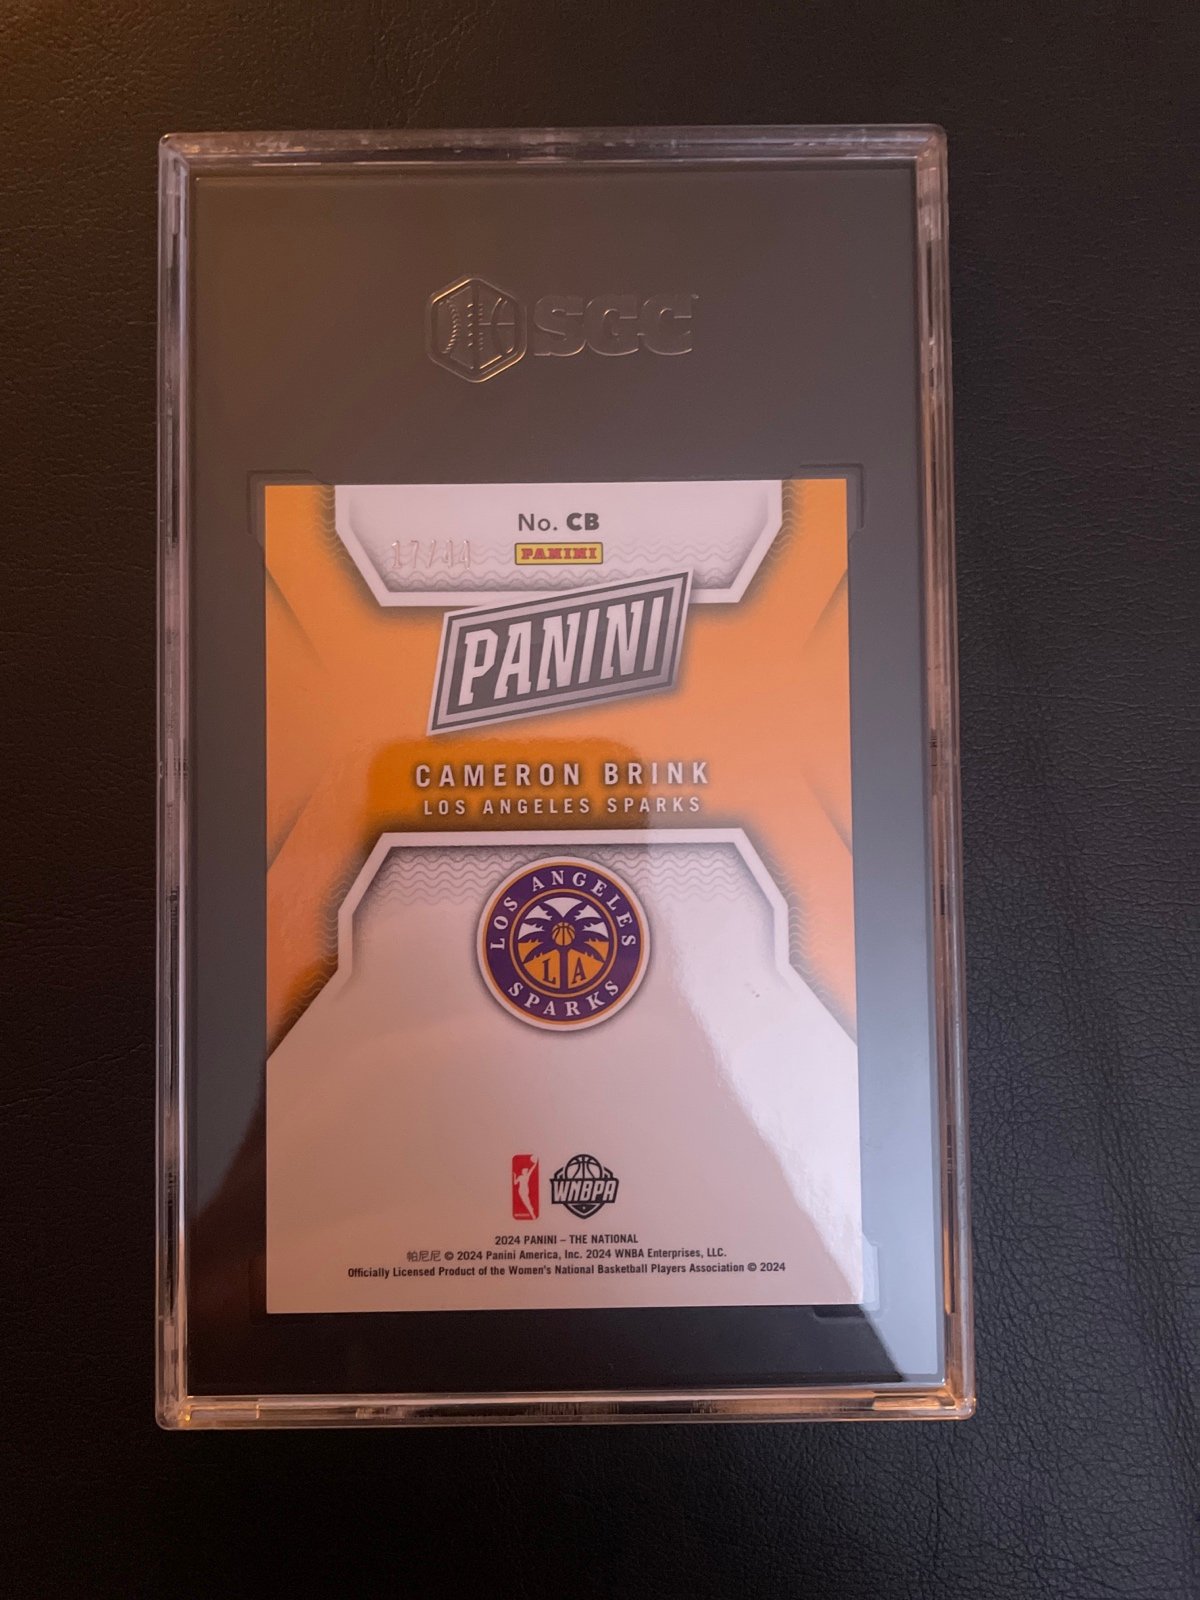 SGC
No. CB
17/44
PANINI
PANINI
CAMERON BRINK
LOS ANGELES SPARKS
LOS ANGELES
LA
SPARKS
WNBPA
2024 PANINI – THE NATIONAL
帕尼尼 © 2024 Panini America, Inc. 2024 WNBA Enterprises, LLC.
Officially Licensed Product of the Women's National Basketball Players Association © 2024